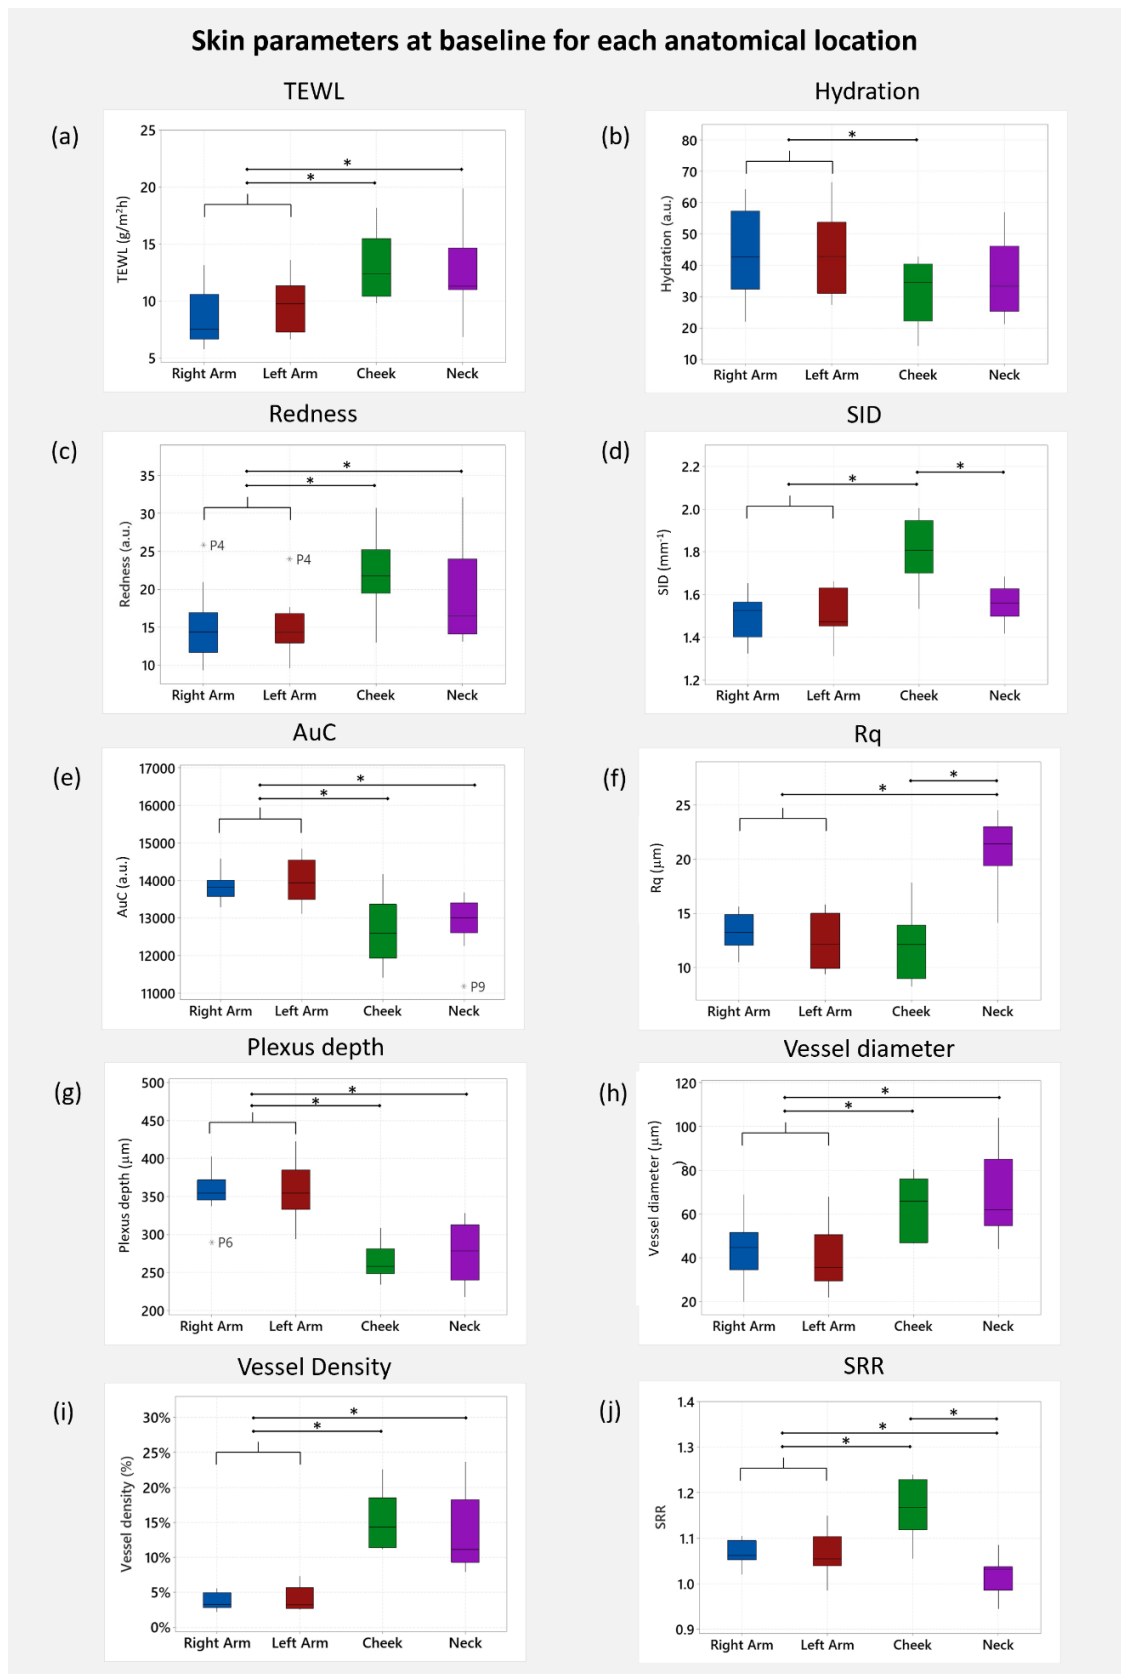 Skin parameters at baseline for each anatomical location
TEWL
(a)
TEWL (g/m²h)
25
20
15
10
5
* 
*
Right Arm Left Arm Cheek Neck
Hydration
(b)
Hydration (a.u.)
80
70
60
50
40
30
20
10
*
Right Arm Left Arm Cheek Neck
Redness
(c)
Redness (a.u.)
35
30
25
20
15
10
*
*
* P4
* P4
Right Arm Left Arm Cheek Neck
SID
(d)
SID (mm⁻¹)
2.2
2.0
1.8
1.6
1.4
1.2
*
*
Right Arm Left Arm Cheek Neck
AuC
(e)
AuC (a.u.)
17000
16000
15000
14000
13000
12000
11000
*
*
* P9
Right Arm Left Arm Cheek Neck
Rq
(f)
Rq (μm)
25
20
15
10
*
*
Right Arm Left Arm Cheek Neck
Plexus depth
(g)
Plexus depth (μm)
500
450
400
350
300
250
200
*
*
* P6
Right Arm Left Arm Cheek Neck
Vessel diameter
(h)
Vessel diameter (μm)
)
120
100
80
60
40
20
*
*
Right Arm Left Arm Cheek Neck
Vessel Density
(i)
Vessel density (%)
30%
25%
20%
15%
10%
5%
0%
*
*
Right Arm Left Arm Cheek Neck
SRR
(j)
SRR
1.4
1.3
1.2
1.1
1.0
0.9
*
*
*
Right Arm Left Arm Cheek Neck